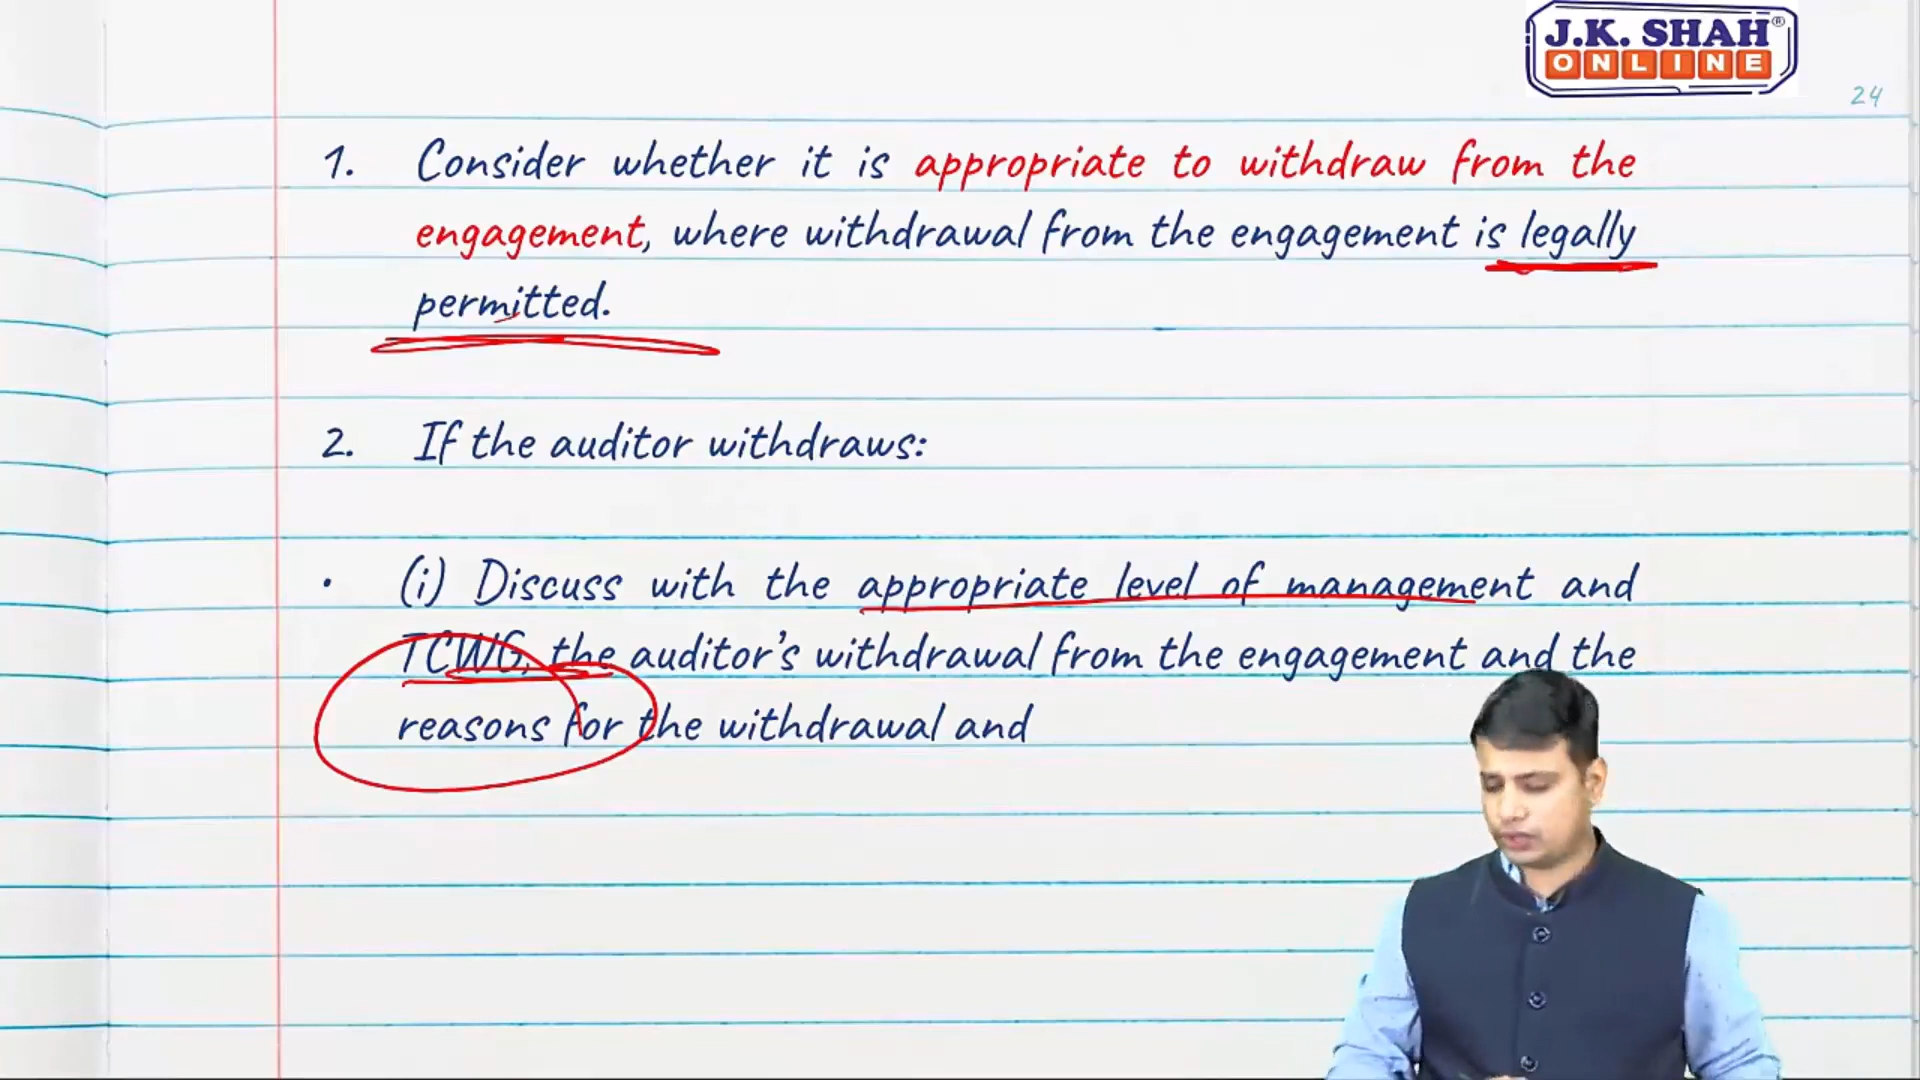 J.K. SHAH®
ONLINE
24
1. Consider whether it is appropriate to withdraw from the
engagement, where withdrawal from the engagement is legally
permitted.
2. If the auditor withdraws:
• (i) Discuss with the appropriate level of management and
TCWG, the auditor's withdrawal from the engagement and the
reasons for the withdrawal and